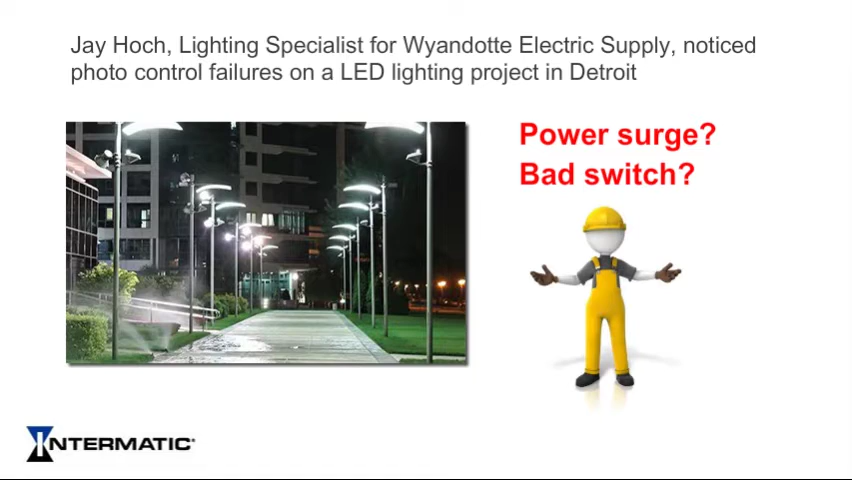 Jay Hoch, Lighting Specialist for Wyandotte Electric Supply, noticed
photo control failures on a LED lighting project in Detroit
Power surge?
Bad switch?
INTERMATIC®